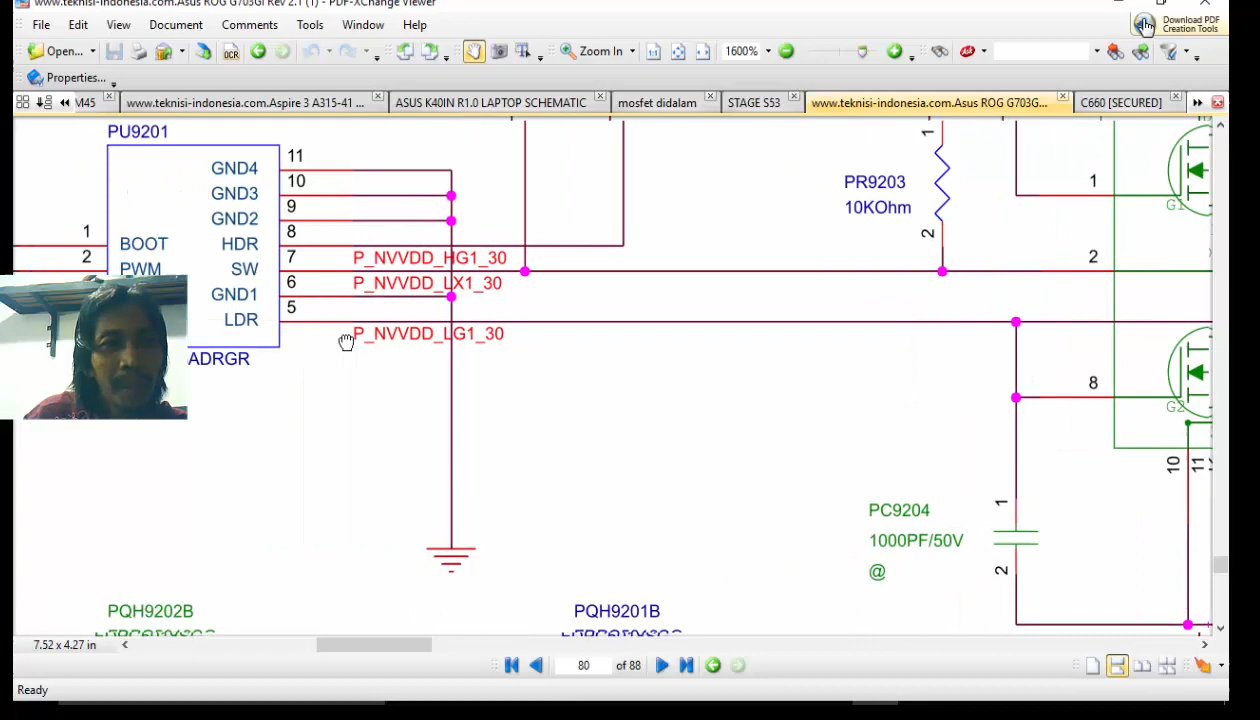 www.teknisi-indonesia.com.Asus ROG G703GI Rev 2.1 (1) - PDF-XChange Viewer
File Edit View Document Comments Tools Window Help
Download PDF
Creation Tools
Open... OCR Zoom In 1600%
Properties...
M45 www.teknisi-indonesia.com.Aspire 3 A315-41 ... ASUS K40IN R1.0 LAPTOP SCHEMATIC mosfet didalam STAGE S53 www.teknisi-indonesia.com.Asus ROG G703G... C660 [SECURED]
PU9201
GND4 11
GND3 10
GND2 9
1 BOOT HDR 8
P_NVVDD_HG1_30
2 PWM SW 7
P_NVVDD_LX1_30
GND1 6
LDR 5
P_NVVDD_LG1_30
ADRGR
1
PR9203
10KOhm
2
1
G1
2
8
G2
10
11
PC9204
1000PF/50V
@
1
2
PQH9202B
PQH9201B
7.52 x 4.27 in
80 of 88
Ready